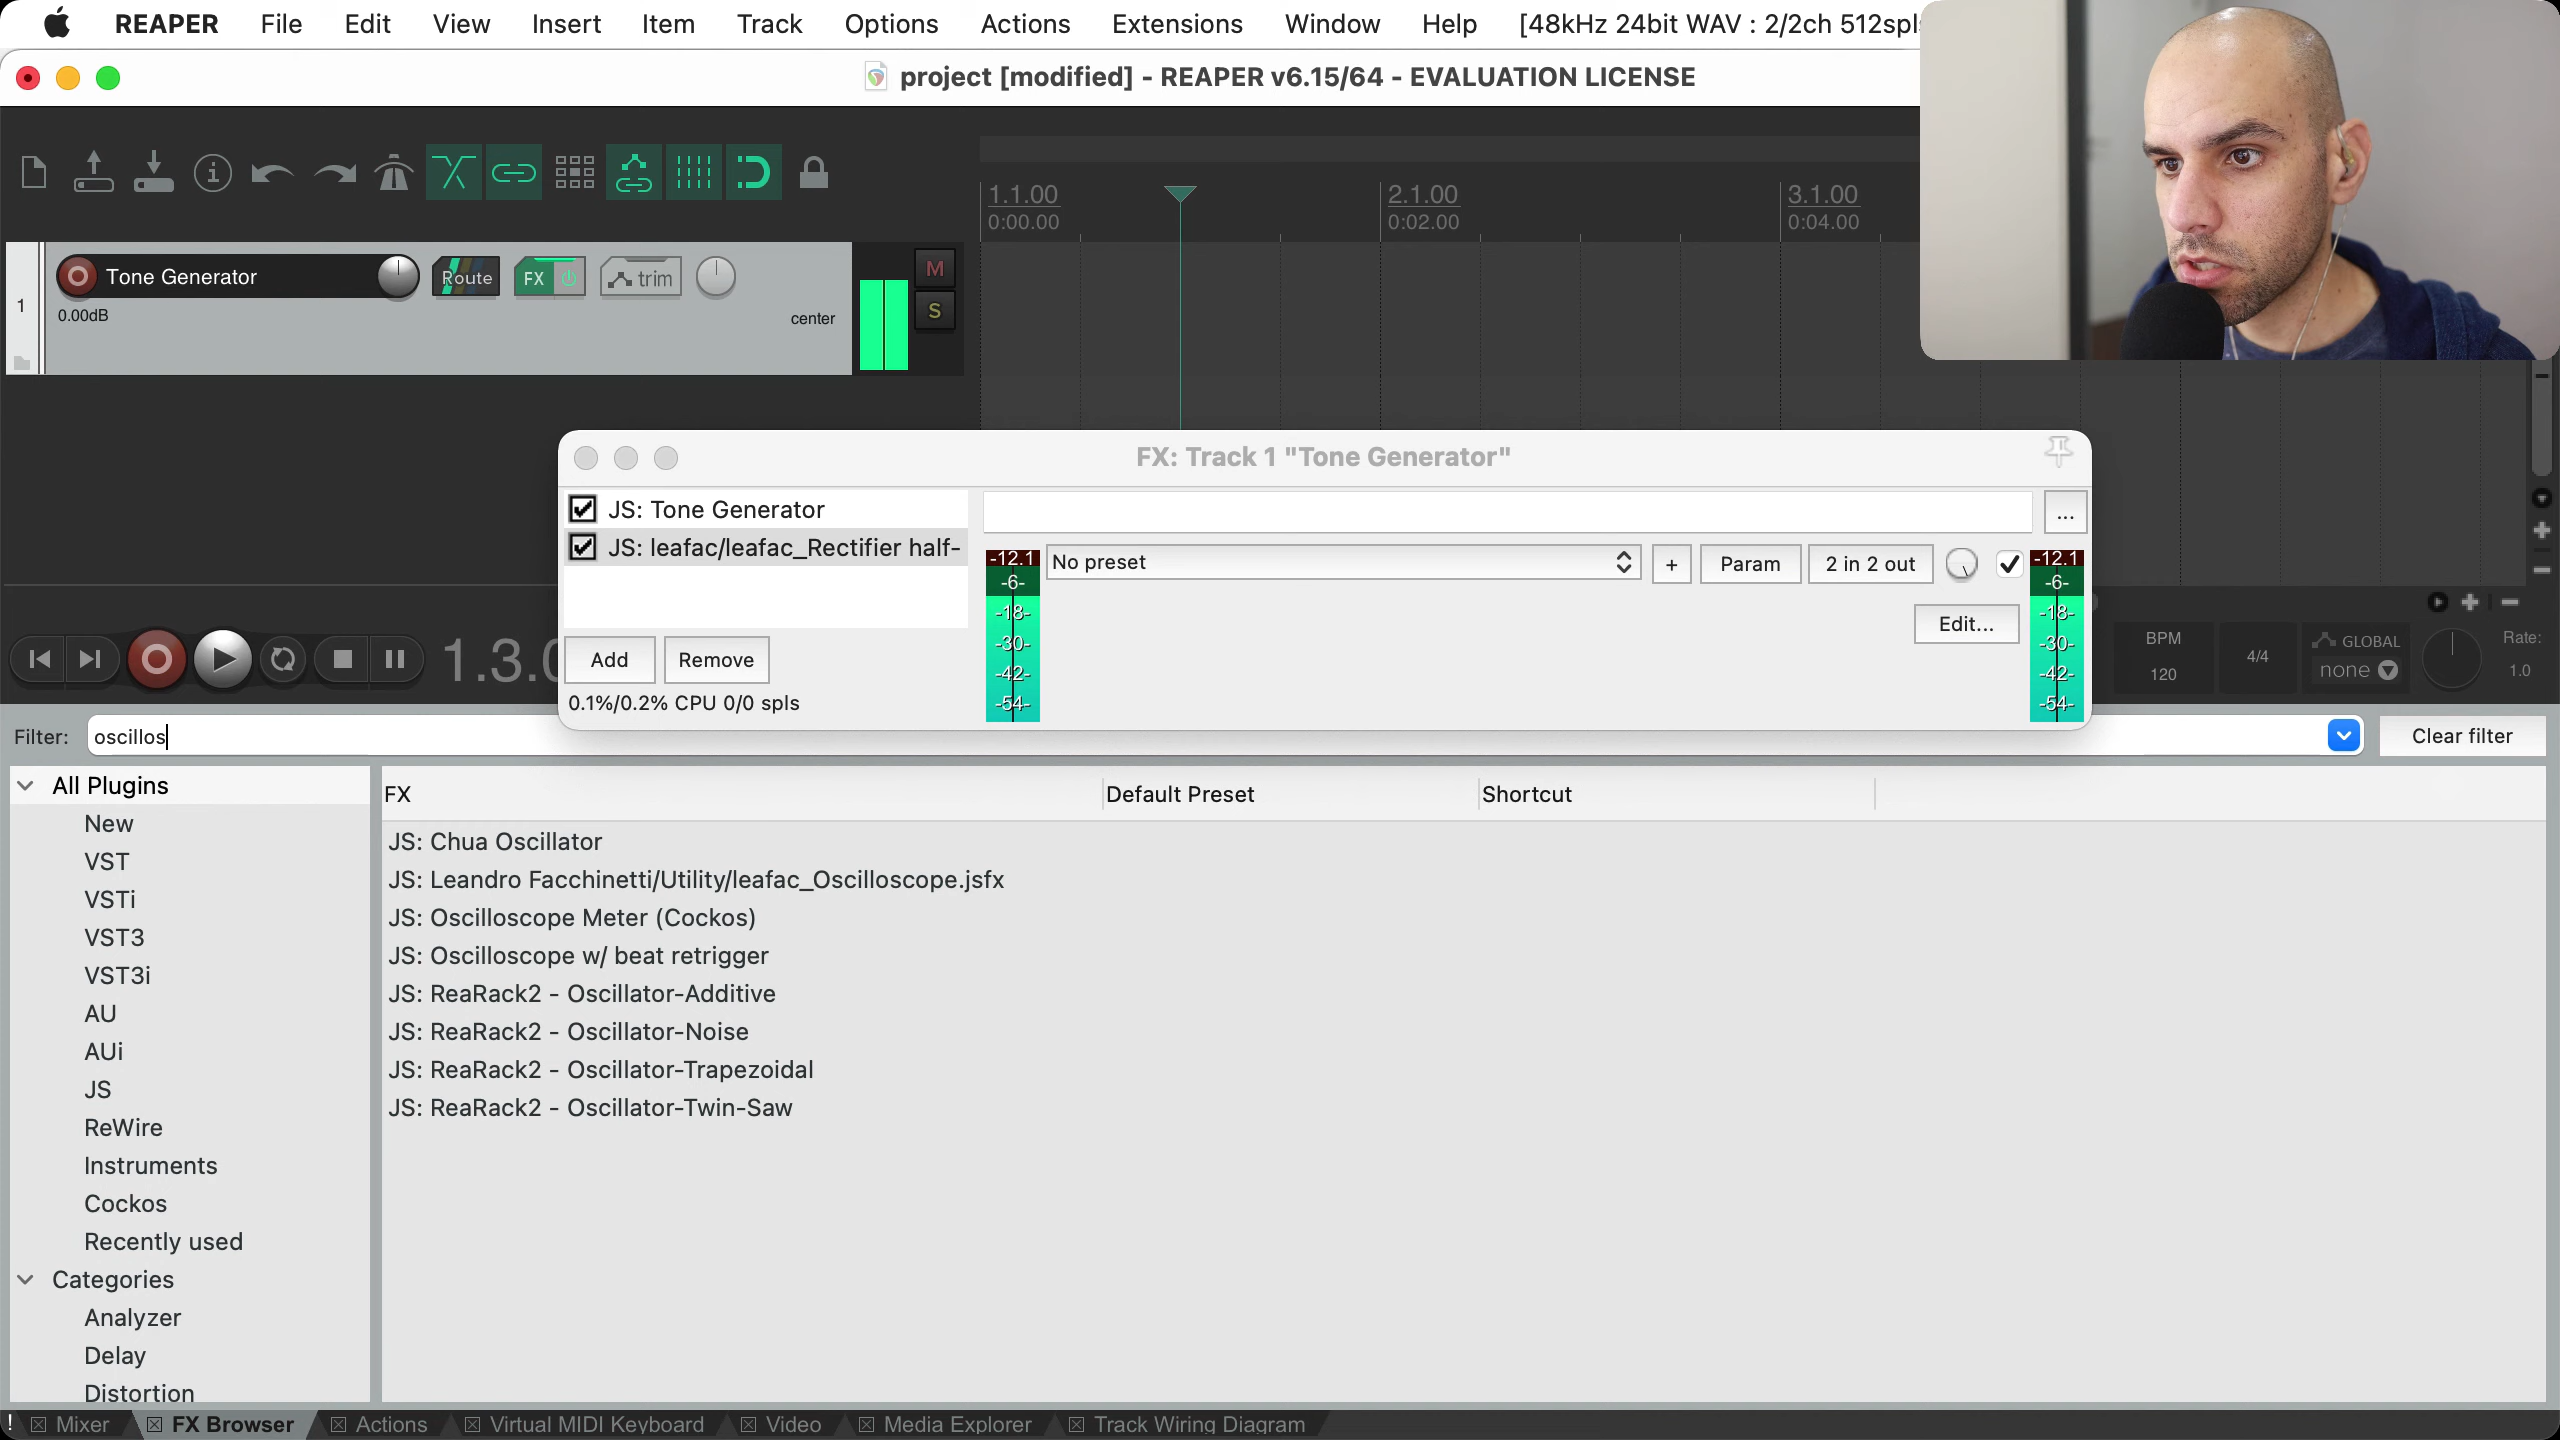 REAPER File Edit View Insert Item Track Options Actions Extensions Window Help [48kHz 24bit WAV : 2/2ch 512spls
project [modified] - REAPER v6.15/64 - EVALUATION LICENSE
1.1.00 2.1.00 3.1.00
0:00.00 0:02.00 0:04.00
1 Tone Generator Route FX trim M
S
0.00dB center
FX: Track 1 "Tone Generator"
JS: Tone Generator ...
JS: leafac/leafac_Rectifier half-
-12.1 No preset + Param 2 in 2 out -12.1
-6- -6-
-18- Edit... -18-
-30- -30-
-42- -42-
-54- -54-
Add Remove
0.1%/0.2% CPU 0/0 spls
1.3.0
BPM 4/4 GLOBAL Rate:
120 none 1.0
Filter: oscillos Clear filter
All Plugins
New
VST
VSTi
VST3
VST3i
AU
AUi
JS
ReWire
Instruments
Cockos
Recently used
Categories
Analyzer
Delay
Distortion
FX Default Preset Shortcut
JS: Chua Oscillator
JS: Leandro Facchinetti/Utility/leafac_Oscilloscope.jsfx
JS: Oscilloscope Meter (Cockos)
JS: Oscilloscope w/ beat retrigger
JS: ReaRack2 - Oscillator-Additive
JS: ReaRack2 - Oscillator-Noise
JS: ReaRack2 - Oscillator-Trapezoidal
JS: ReaRack2 - Oscillator-Twin-Saw
! Mixer FX Browser Actions Virtual MIDI Keyboard Video Media Explorer Track Wiring Diagram